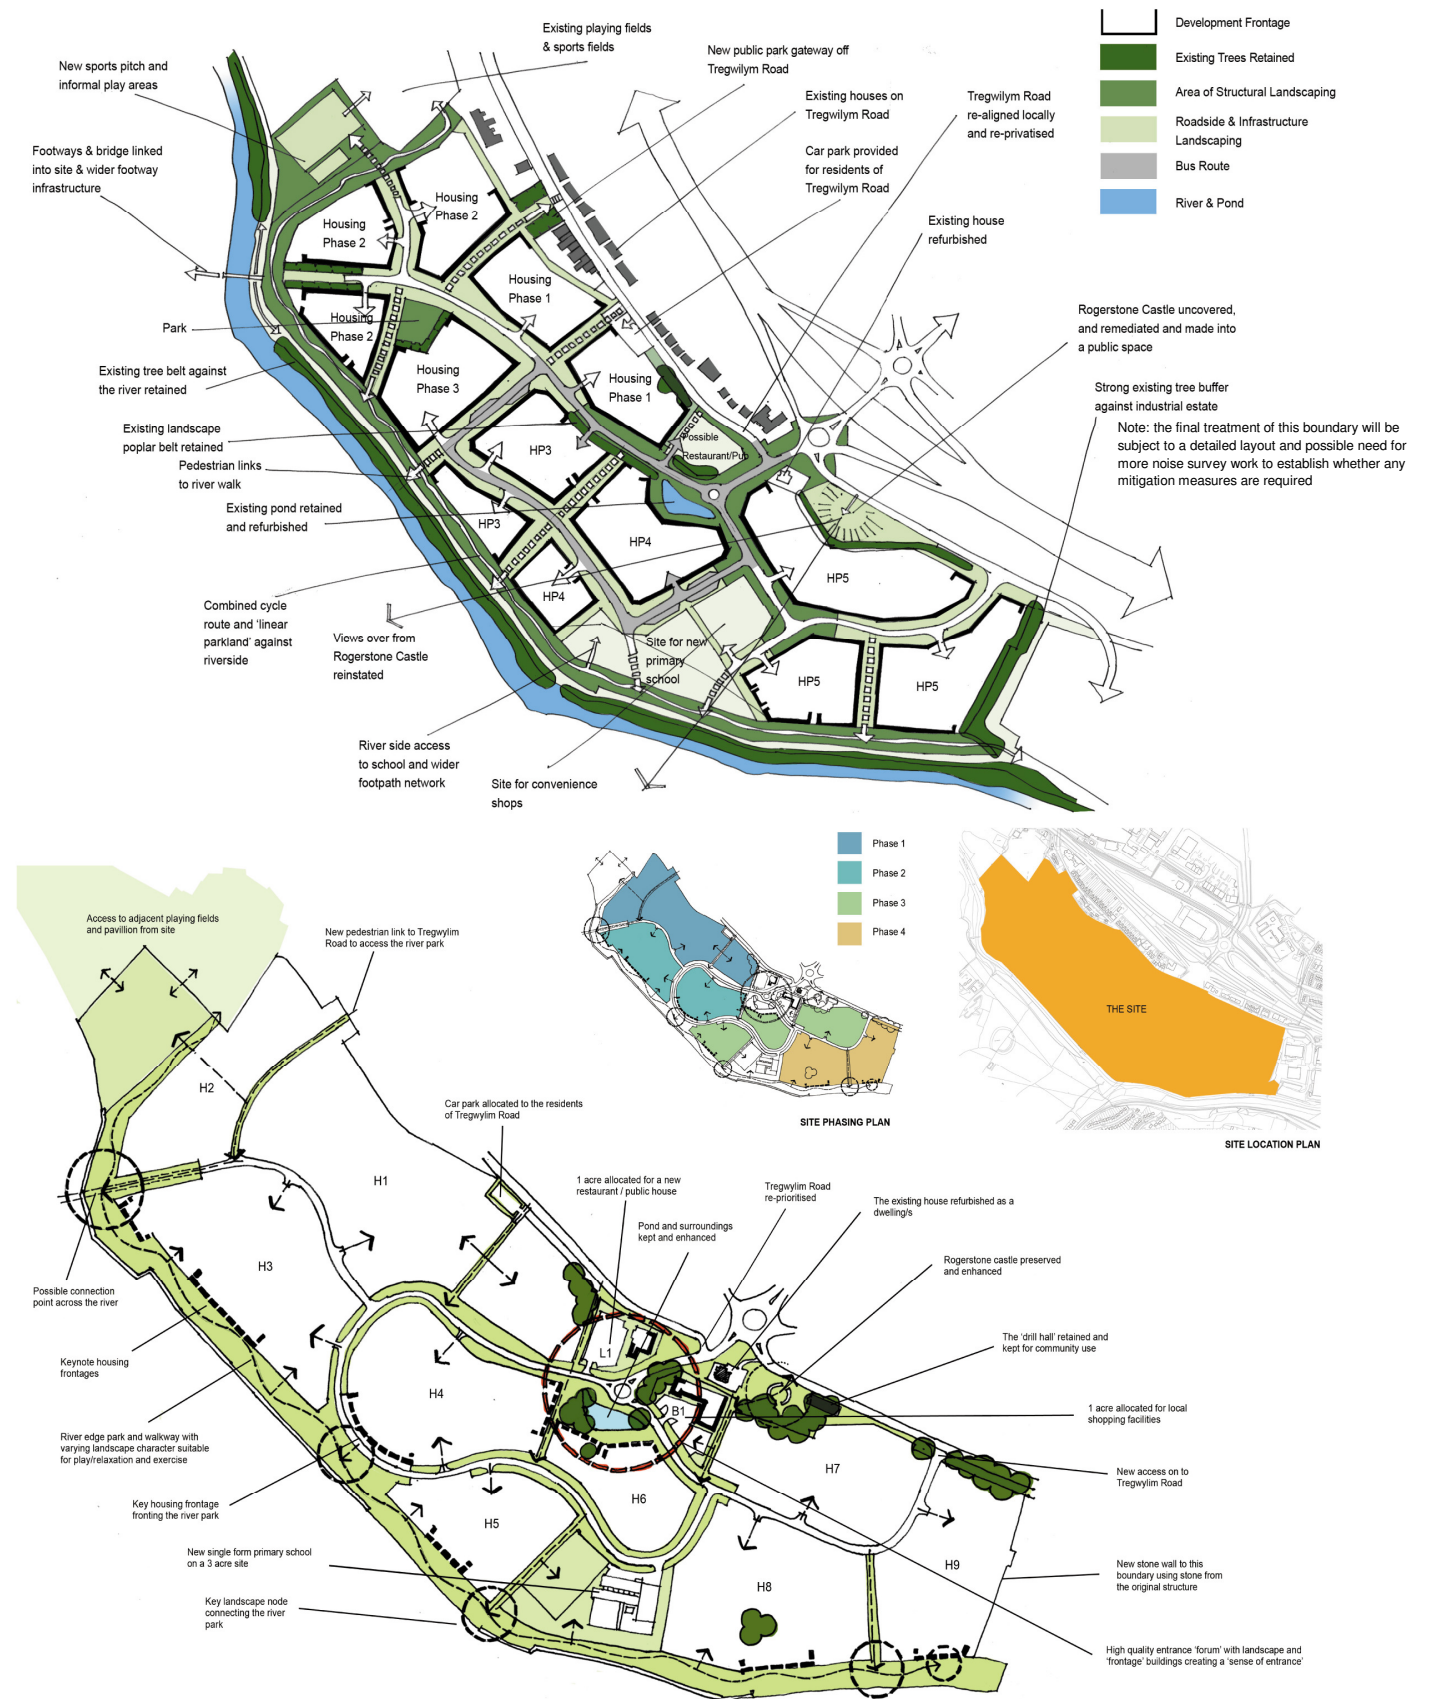 Existing playing fields
& sports fields
New sports pitch and
informal play areas
New public park gateway off
Tregwilym Road
Existing houses on
Tregwilym Road
Tregwilym Road
re-aligned locally
and re-privatised
Footways & bridge linked
into site & wider footway
infrastructure
Car park provided
for residents of
Tregwilym Road
Existing house
refurbished
Development Frontage
Existing Trees Retained
Area of Structural Landscaping
Roadside & Infrastructure
Landscaping
Bus Route
River & Pond
Housing
Phase 2
Housing
Phase 2
Housing
Phase 1
Housing
Phase 2
Park
Housing
Phase 3
Housing
Phase 1
Rogerstone Castle uncovered,
and remediated and made into
a public space
Existing tree belt against
the river retained
Strong existing tree buffer
against industrial estate
Note: the final treatment of this boundary will be
subject to a detailed layout and possible need for
more noise survey work to establish whether any
mitigation measures are required
Existing landscape
poplar belt retained
Possible
Restaurant/Pub
HP3
Pedestrian links
to river walk
Existing pond retained
and refurbished
HP3
HP4
HP5
HP4
Combined cycle
route and 'linear
parkland' against
riverside
Views over from
Rogerstone Castle
reinstated
Site for new
primary
school
HP5
HP5
River side access
to school and wider
footpath network
Site for convenience
shops
Phase 1
Phase 2
Phase 3
Phase 4
SITE PHASING PLAN
THE SITE
SITE LOCATION PLAN
Access to adjacent playing fields
and pavillion from site
New pedestrian link to Tregwylim
Road to access the river park
H2
Car park allocated to the residents
of Tregwylim Road
H1
1 acre allocated for a new
restaurant / public house
Tregwylim Road
re-prioritised
The existing house refurbished as a
dwelling/s
Pond and surroundings
kept and enhanced
H3
Rogerstone castle preserved
and enhanced
Possible connection
point across the river
The 'drill hall' retained and
kept for community use
L1
Keynote housing
frontages
H4
B1
1 acre allocated for local
shopping facilities
River edge park and walkway with
varying landscape character suitable
for play/relaxation and exercise
H7
New access on to
Tregwylim Road
Key housing frontage
fronting the river park
H6
H5
New single form primary school
on a 3 acre site
H9
New stone wall to this
boundary using stone from
the original structure
H8
Key landscape node
connecting the river
park
High quality entrance 'forum' with landscape and
'frontage' buildings creating a 'sense of entrance'